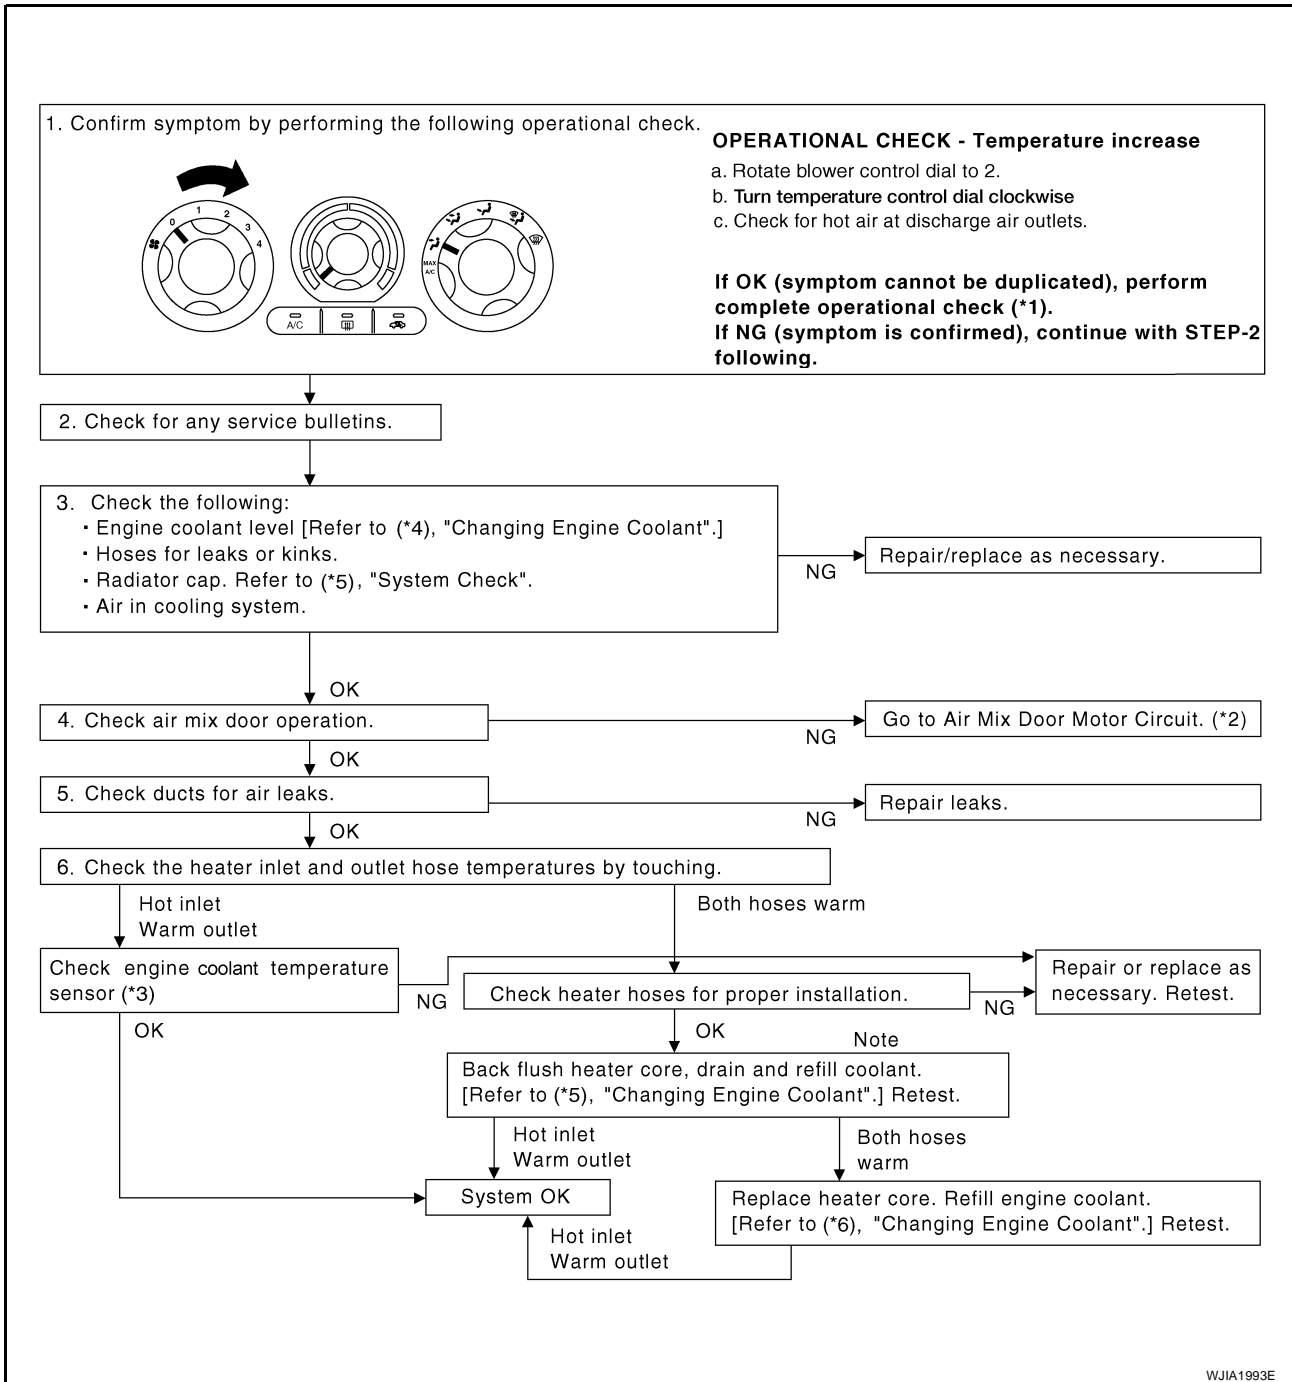 1. Confirm symptom by performing the following operational check.
OPERATIONAL CHECK - Temperature increase
a. Rotate blower control dial to 2.
b. Turn temperature control dial clockwise
c. Check for hot air at discharge air outlets.
If OK (symptom cannot be duplicated), perform
complete operational check (*1).
If NG (symptom is confirmed), continue with STEP-2
following.
0
1
2
3
4
MAX
A/C
A/C
2. Check for any service bulletins.
3. Check the following:
· Engine coolant level [Refer to (*4), "Changing Engine Coolant".]
· Hoses for leaks or kinks.
· Radiator cap. Refer to (*5), "System Check".
· Air in cooling system.
NG
Repair/replace as necessary.
OK
4. Check air mix door operation.
NG
Go to Air Mix Door Motor Circuit. (*2)
OK
5. Check ducts for air leaks.
NG
Repair leaks.
OK
6. Check the heater inlet and outlet hose temperatures by touching.
Hot inlet
Warm outlet
Both hoses warm
Check engine coolant temperature
sensor (*3)
NG
Check heater hoses for proper installation.
NG
Repair or replace as
necessary. Retest.
OK
OK
Note
Back flush heater core, drain and refill coolant.
[Refer to (*5), "Changing Engine Coolant".] Retest.
Hot inlet
Warm outlet
Both hoses
warm
System OK
Replace heater core. Refill engine coolant.
[Refer to (*6), "Changing Engine Coolant".] Retest.
Hot inlet
Warm outlet
WJIA1993E